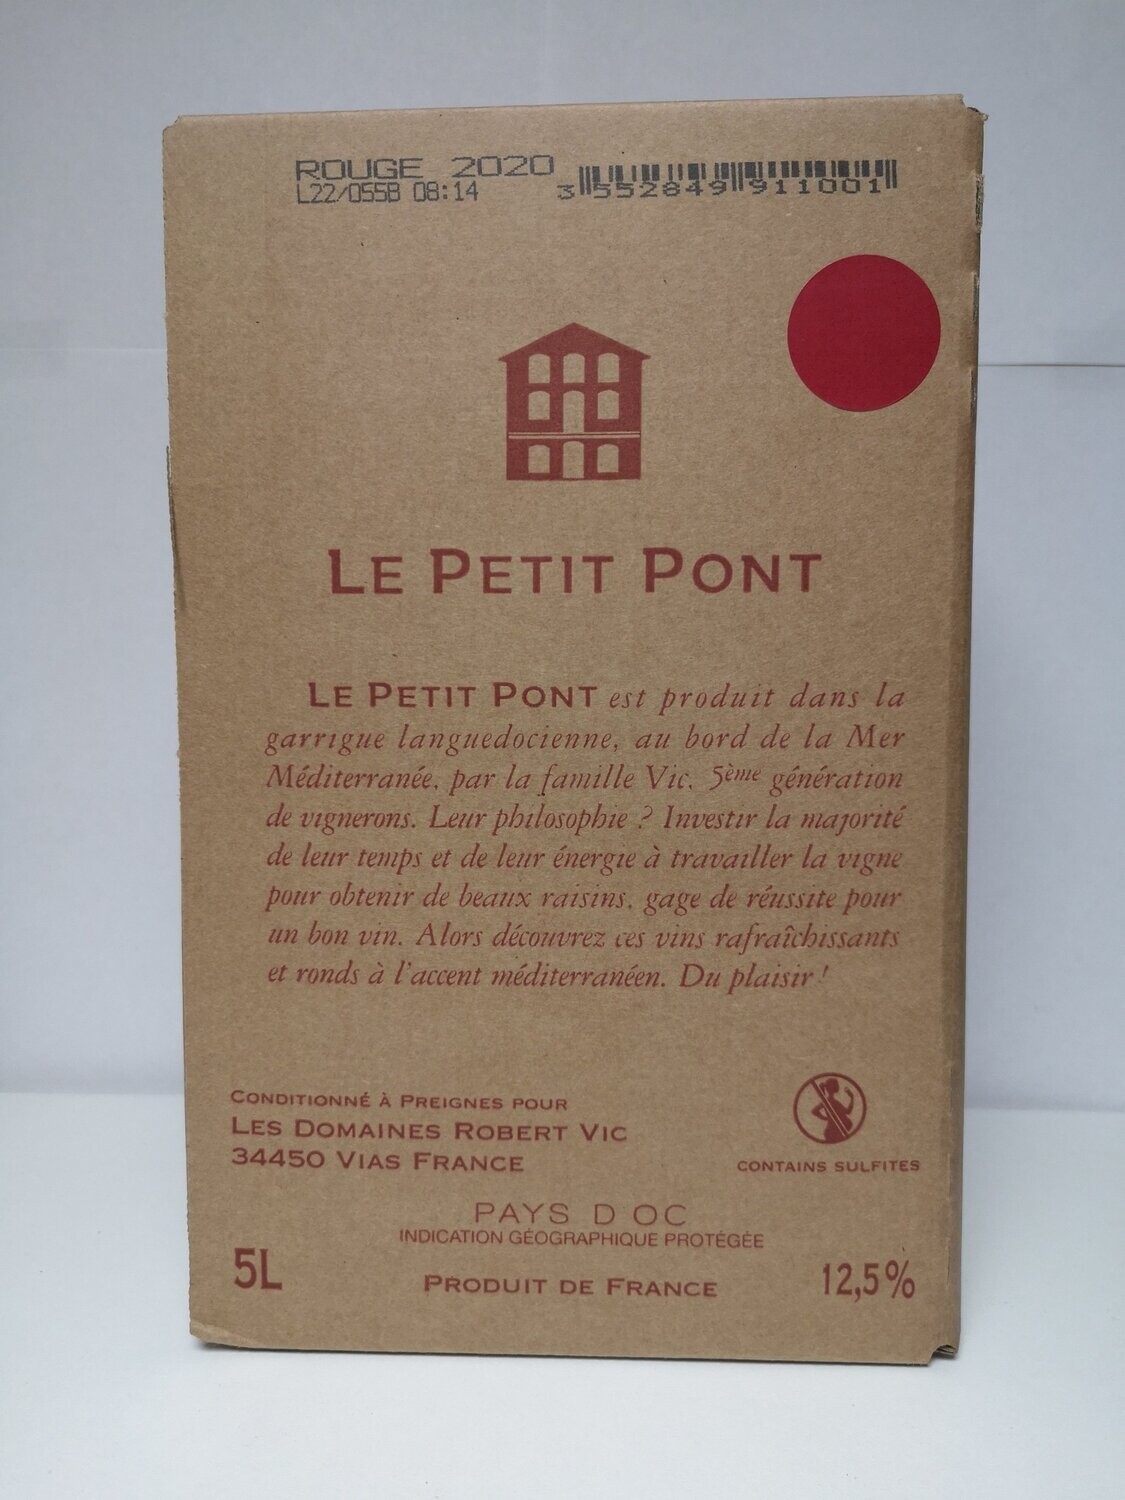 ROUGE 2020
L22/055B 08:14
3 552849 911001
LE PETIT PONT
LE PETIT PONT est produit dans la
garrigue languedocienne, au bord de la Mer
Méditerranée, par la famille Vic, 5ème génération
de vignerons. Leur philosophie ? Investir la majorité
de leur temps et de leur énergie à travailler la vigne
pour obtenir de beaux raisins, gage de réussite pour
un bon vin. Alors découvrez ces vins rafraîchissants
et ronds à l'accent méditerranéen. Du plaisir !
CONDITIONNÉ À PREIGNES POUR
LES DOMAINES ROBERT VIC
34450 VIAS FRANCE
CONTAINS SULFITES
PAYS D OC
INDICATION GÉOGRAPHIQUE PROTÉGÉE
5L
PRODUIT DE FRANCE
12,5%